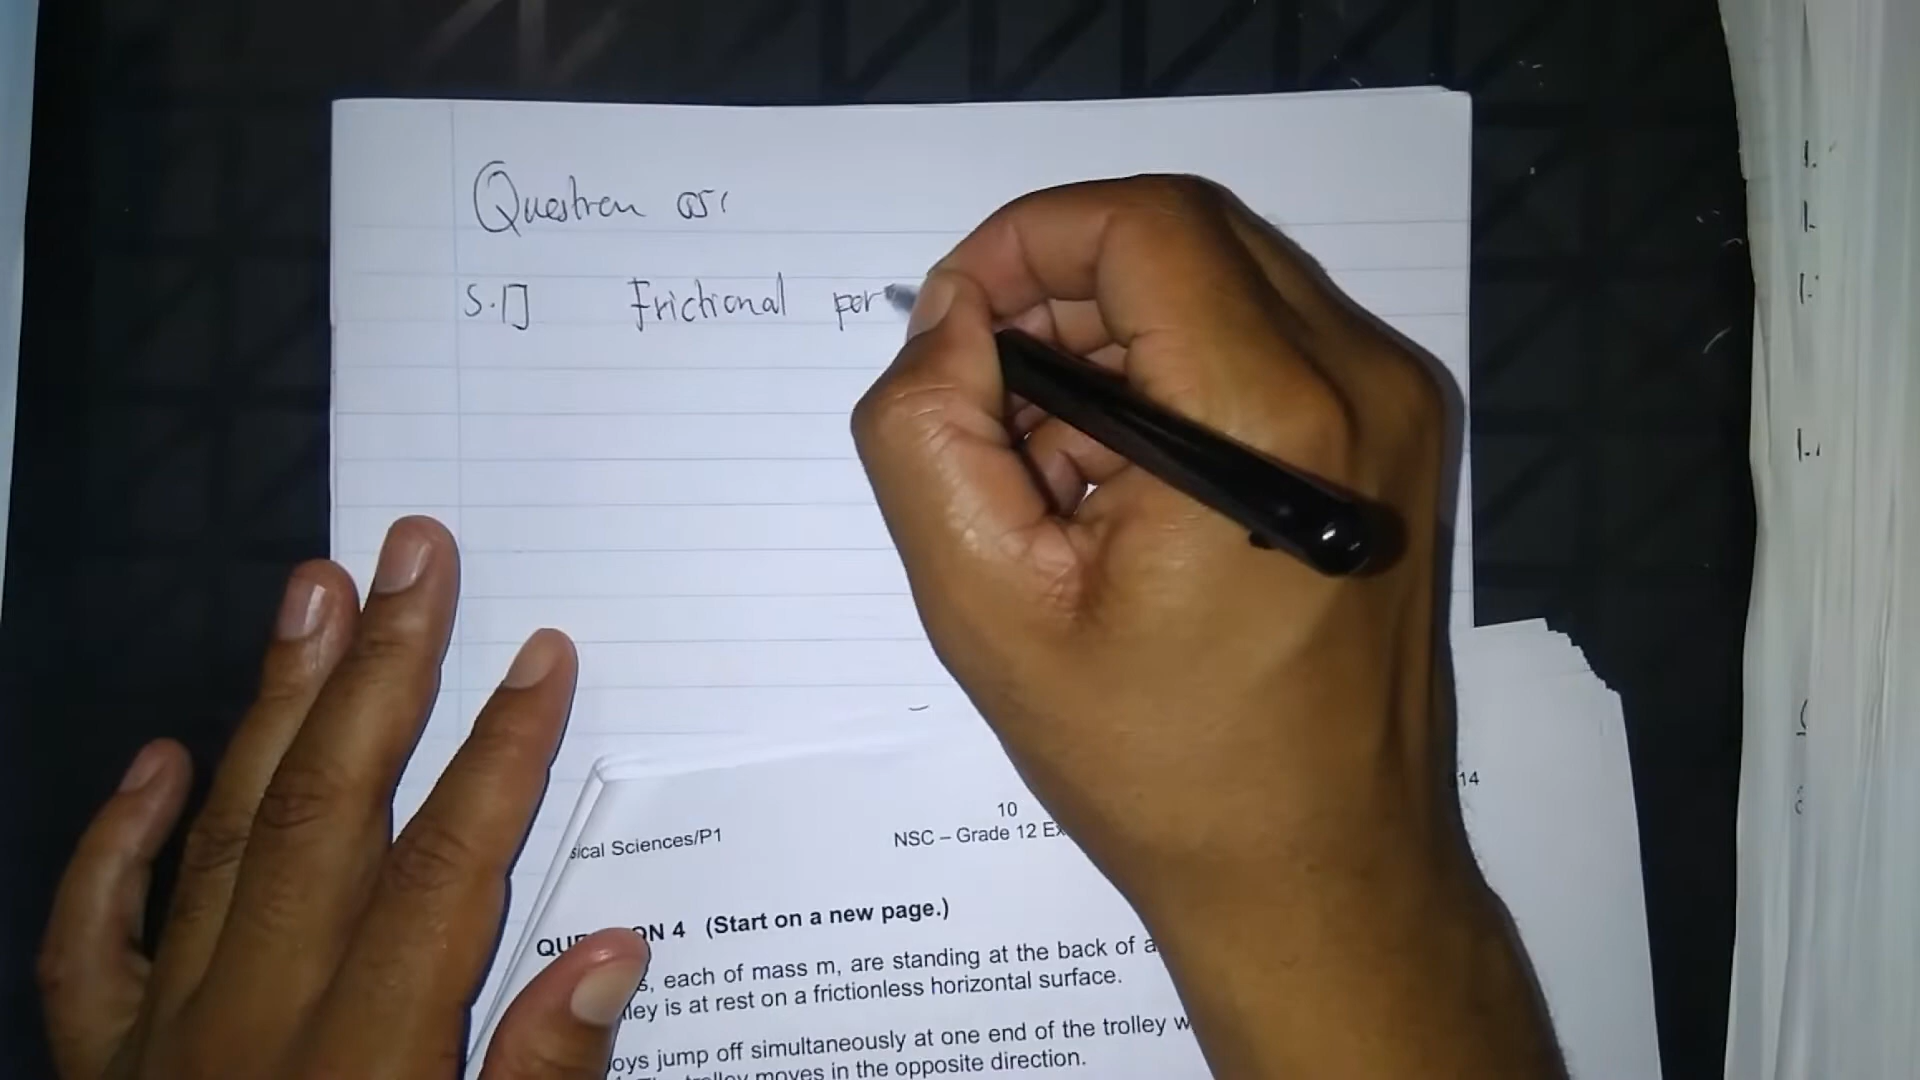 Question 05:
5.1] Frictional for
14
10
sical Sciences/P1
NSC – Grade 12 Ex
ON 4 (Start on a new page.)
s, each of mass m, are standing at the back of a
lley is at rest on a frictionless horizontal surface.
oys jump off simultaneously at one end of the trolley w
trolley moves in the opposite direction.